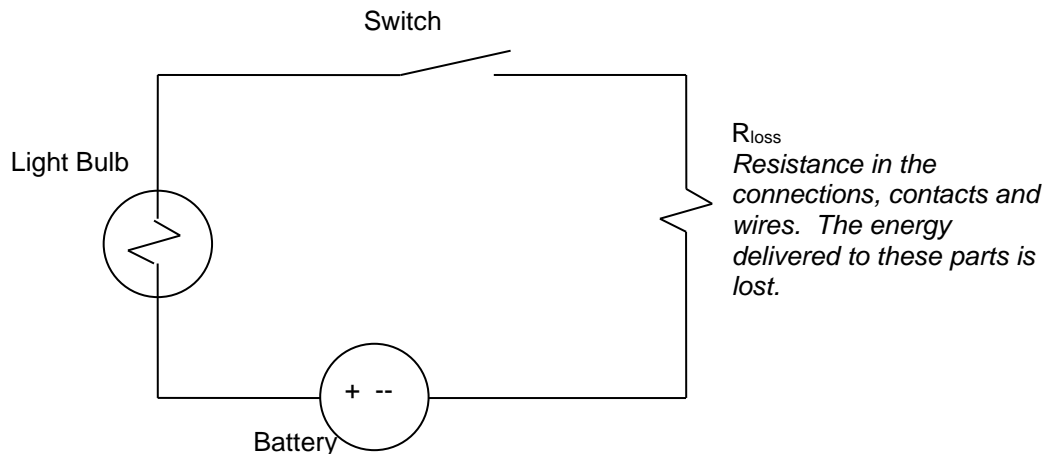 Switch
Light Bulb
Rloss
Resistance in the
connections, contacts and
wires.  The energy
delivered to these parts is
lost.
+ --
Battery